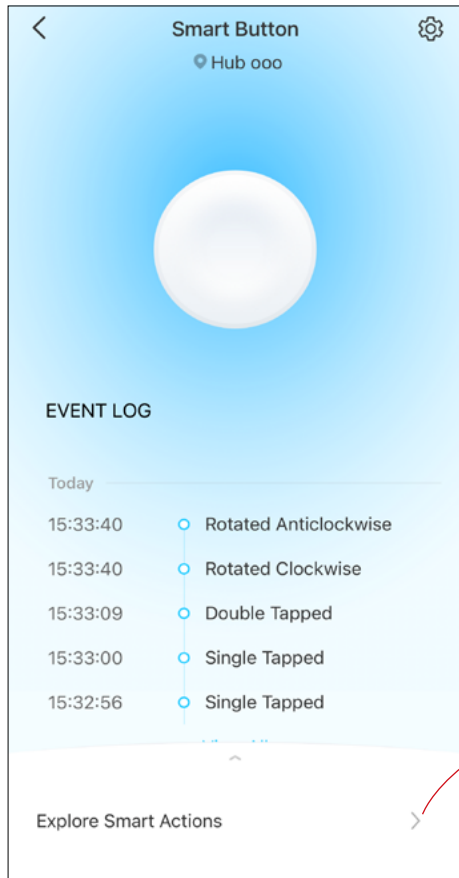 Smart Button
Hub ooo
EVENT LOG
Today
15:33:40 Rotated Anticlockwise
15:33:40 Rotated Clockwise
15:33:09 Double Tapped
15:33:00 Single Tapped
15:32:56 Single Tapped
Explore Smart Actions